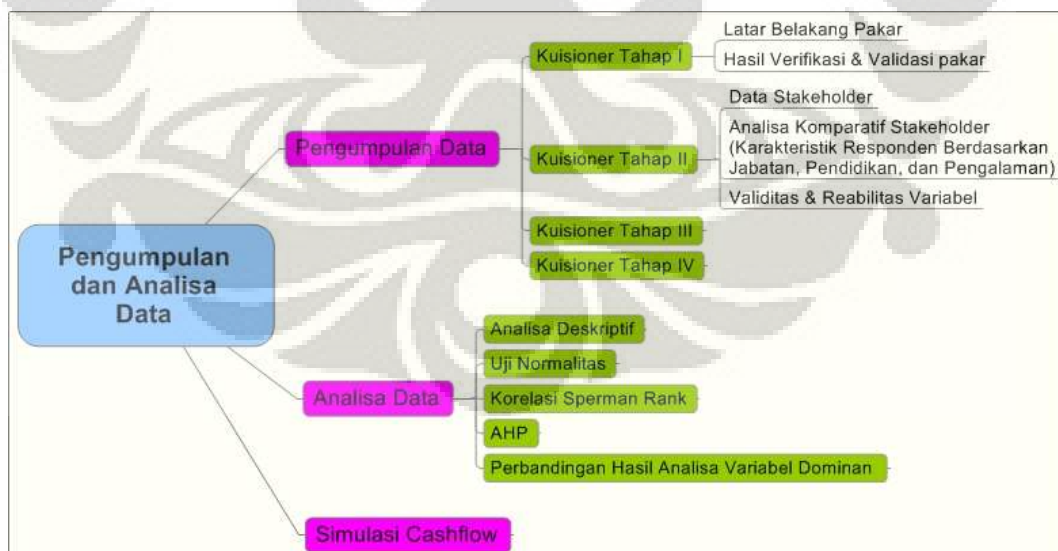 Pengumpulan
dan Analisa
Data
Pengumpulan Data
Kuisioner Tahap I
Latar Belakang Pakar
Hasil Verifikasi & Validasi pakar
Kuisioner Tahap II
Data Stakeholder
Analisa Komparatif Stakeholder
(Karakteristik Responden Berdasarkan
Jabatan, Pendidikan, dan Pengalaman)
Validitas & Reabilitas Variabel
Kuisioner Tahap III
Kuisioner Tahap IV
Analisa Data
Analisa Deskriptif
Uji Normalitas
Korelasi Sperman Rank
AHP
Perbandingan Hasil Analisa Variabel Dominan
Simulasi Cashflow